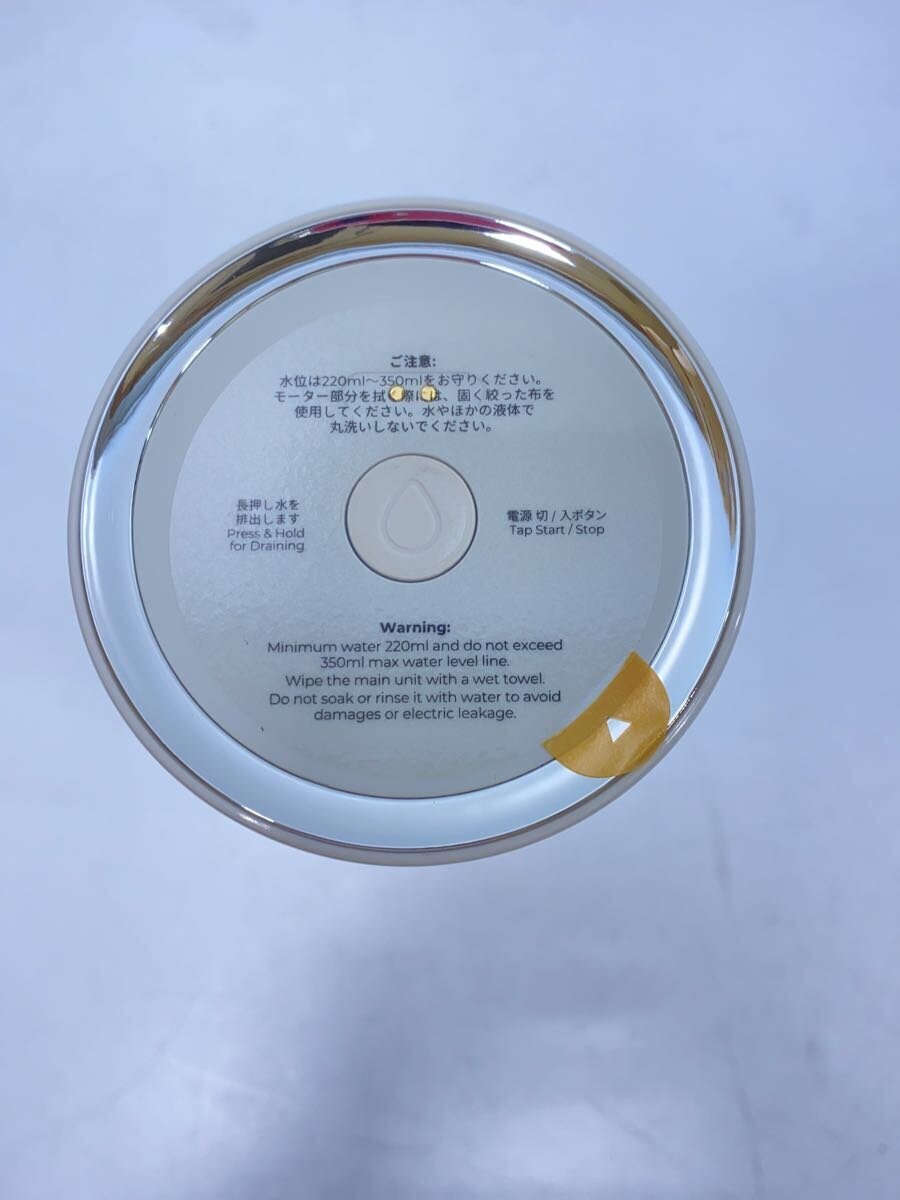 ご注意:
水位は220ml〜350mlをお守りください。
モーター部分を拭く際には、固く絞った布を
使用してください。水やほかの液体で
丸洗いしないでください。
長押し水を
排出します
Press & Hold
for Draining
電源 切 / 入ボタン
Tap Start / Stop
Warning:
Minimum water 220ml and do not exceed
350ml max water level line.
Wipe the main unit with a wet towel.
Do not soak or rinse it with water to avoid
damages or electric leakage.